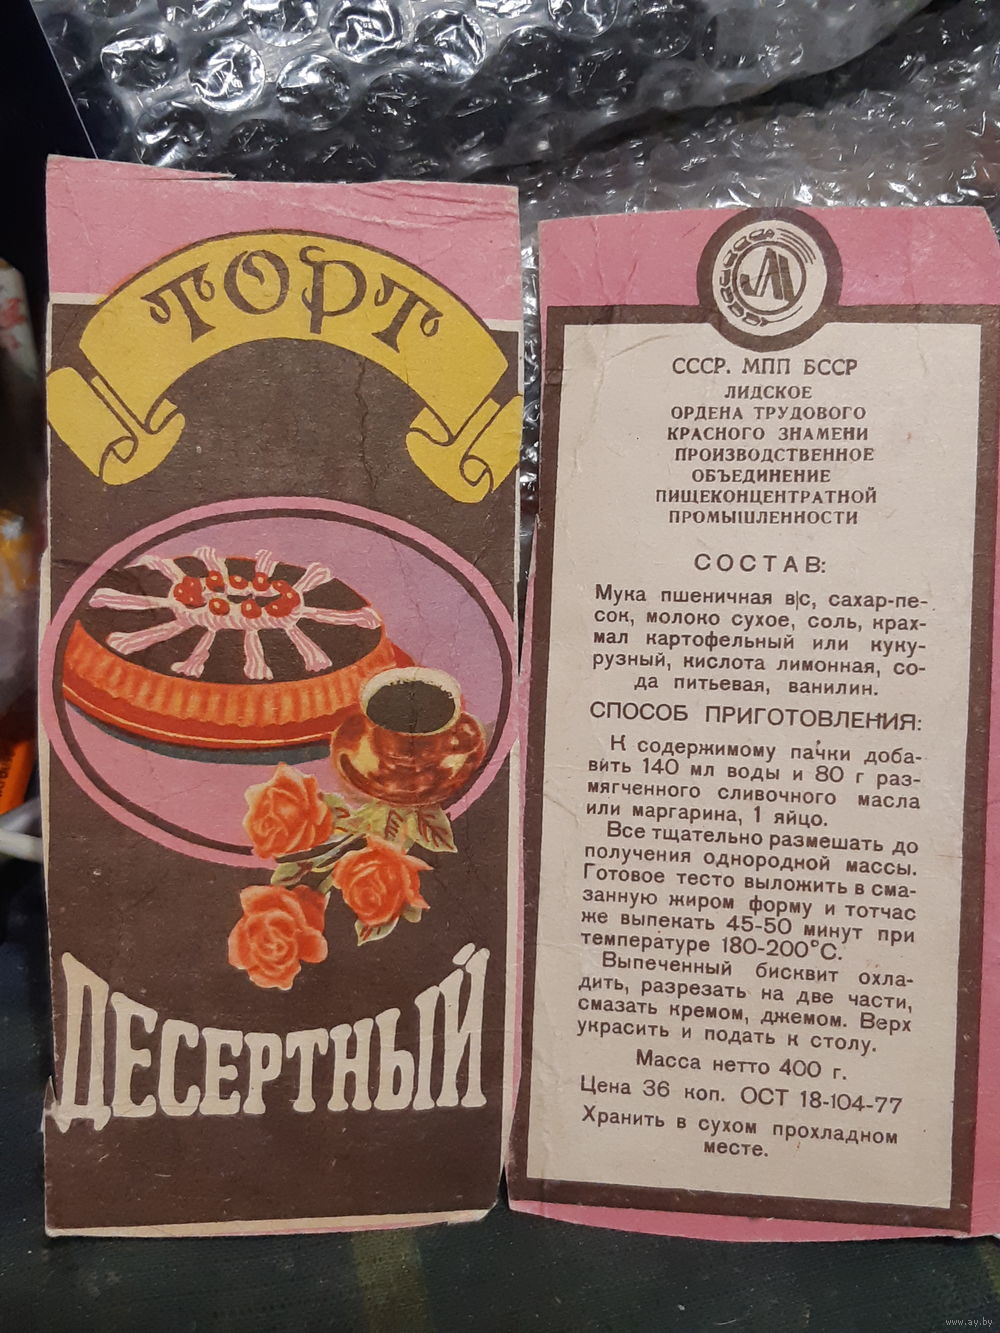 ТОРТ
ДЕСЕРТНЫЙ
СССР. МПП БССР
ЛИДСКОЕ
ОРДЕНА ТРУДОВОГО
КРАСНОГО ЗНАМЕНИ
ПРОИЗВОДСТВЕННОЕ
ОБЪЕДИНЕНИЕ
ПИЩЕКОНЦЕНТРАТНОЙ
ПРОМЫШЛЕННОСТИ
СОСТАВ:
Мука пшеничная в/с, сахар-пе-
сок, молоко сухое, соль, крах-
мал картофельный или куку-
рузный, кислота лимонная, со-
да питьевая, ванилин.
СПОСОБ ПРИГОТОВЛЕНИЯ:
К содержимому пачки доба-
вить 140 мл воды и 80 г раз-
мягченного сливочного масла
или маргарина, 1 яйцо.
Все тщательно размешать до
получения однородной массы.
Готовое тесто выложить в сма-
занную жиром форму и тотчас
же выпекать 45-50 минут при
температуре 180-200°С.
Выпеченный бисквит охла-
дить, разрезать на две части,
смазать кремом, джемом. Верх
украсить и подать к столу.
Масса нетто 400 г.
Цена 36 коп. ОСТ 18-104-77
Хранить в сухом прохладном
месте.
www.ay.by